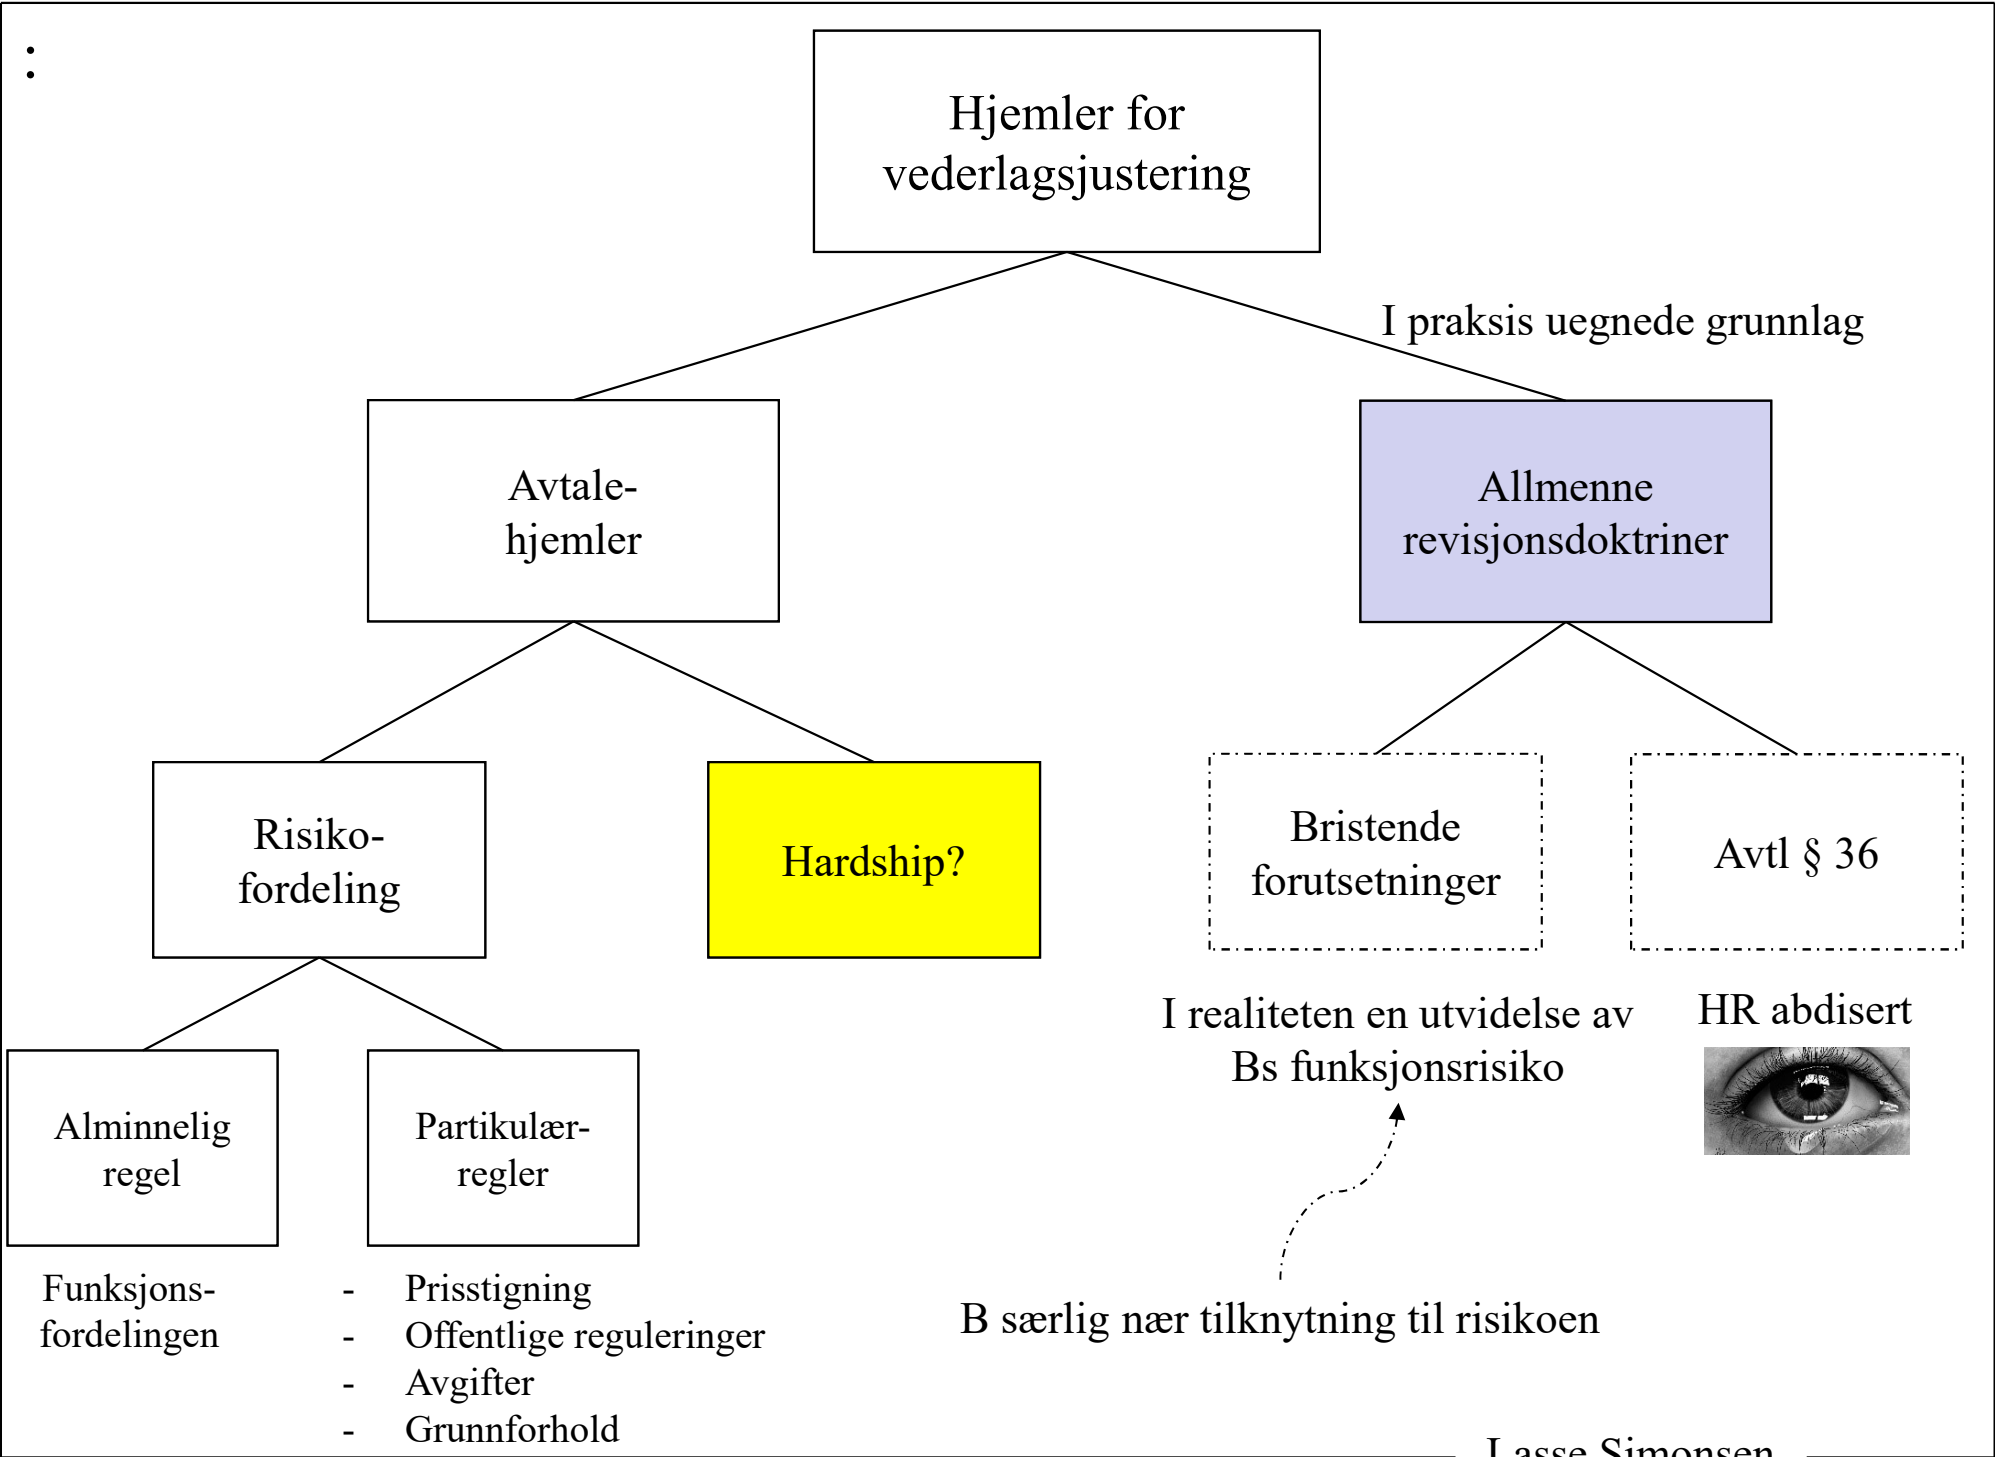 :
Hjemler for
vederlagsjustering
I praksis uegnede grunnlag
Avtale-
hjemler
Allmenne
revisjonsdoktriner
Risiko-
fordeling
Hardship?
Bristende
forutsetninger
Avtl § 36
I realiteten en utvidelse av
Bs funksjonsrisiko
HR abdisert
Alminnelig
regel
Partikulær-
regler
Funksjons-
fordelingen
- Prisstigning
- Offentlige reguleringer
- Avgifter
- Grunnforhold
B særlig nær tilknytning til risikoen
Lasse Simonsen